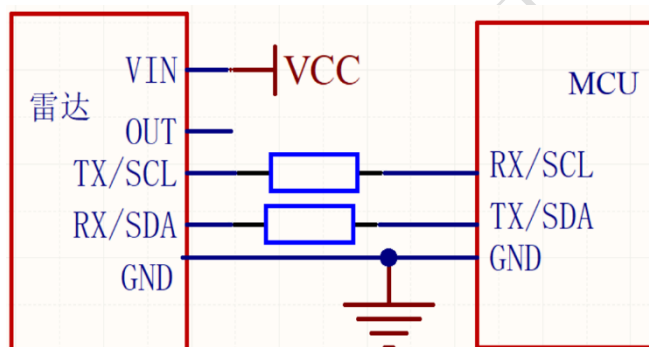 VIN
VCC
MCU
雷达
OUT
TX/SCL
RX/SCL
RX/SDA
TX/SDA
GND
GND